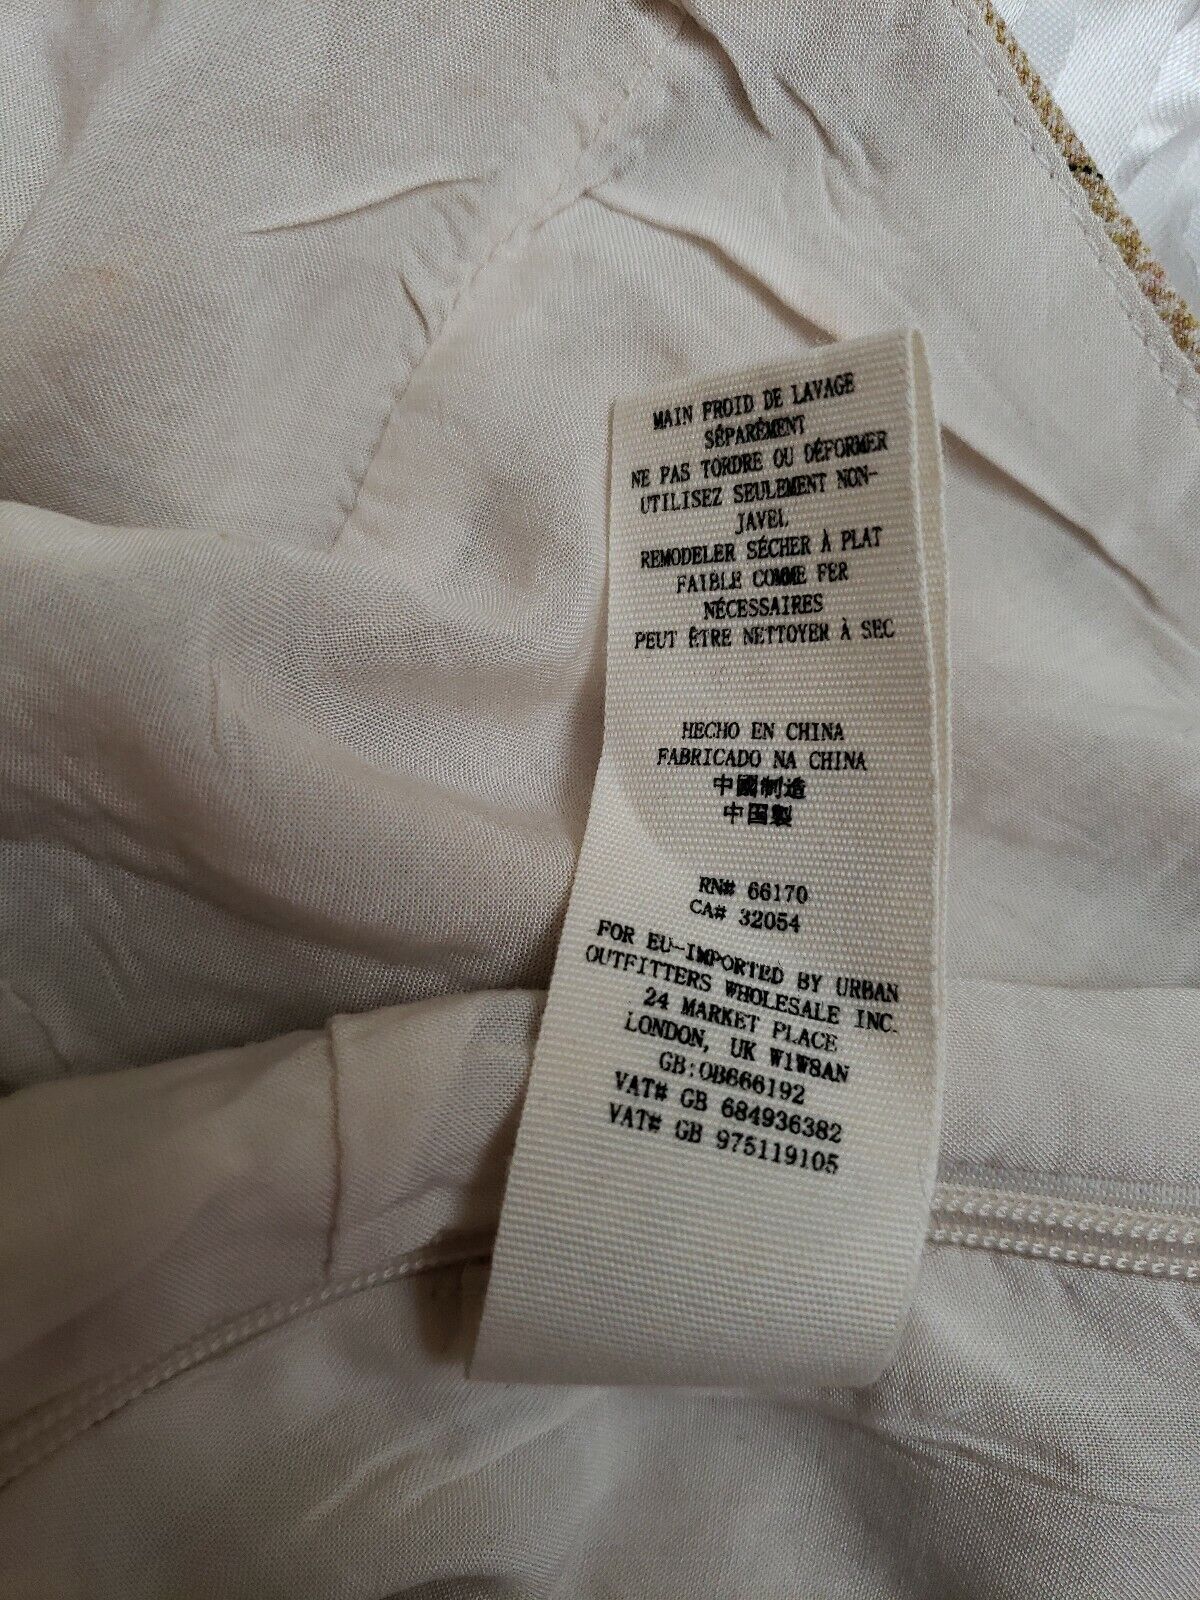 MAIN FROID DE LAVAGE
SÉPARÉMENT
NE PAS TORDRE OU DÉFORMER
UTILISEZ SEULEMENT NON-
JAVEL
REMODELER SÉCHER À PLAT
FAIBLE COMME FER
NÉCESSAIRES
PEUT ÊTRE NETTOYER À SEC
HECHO EN CHINA
FABRICADO NA CHINA
中國制造
中国製
RN# 66170
CA# 32054
FOR EU-IMPORTED BY URBAN
OUTFITTERS WHOLESALE INC.
24 MARKET PLACE
LONDON, UK W1W8AN
GB:OB666192
VAT# GB 684936382
VAT# GB 975119105